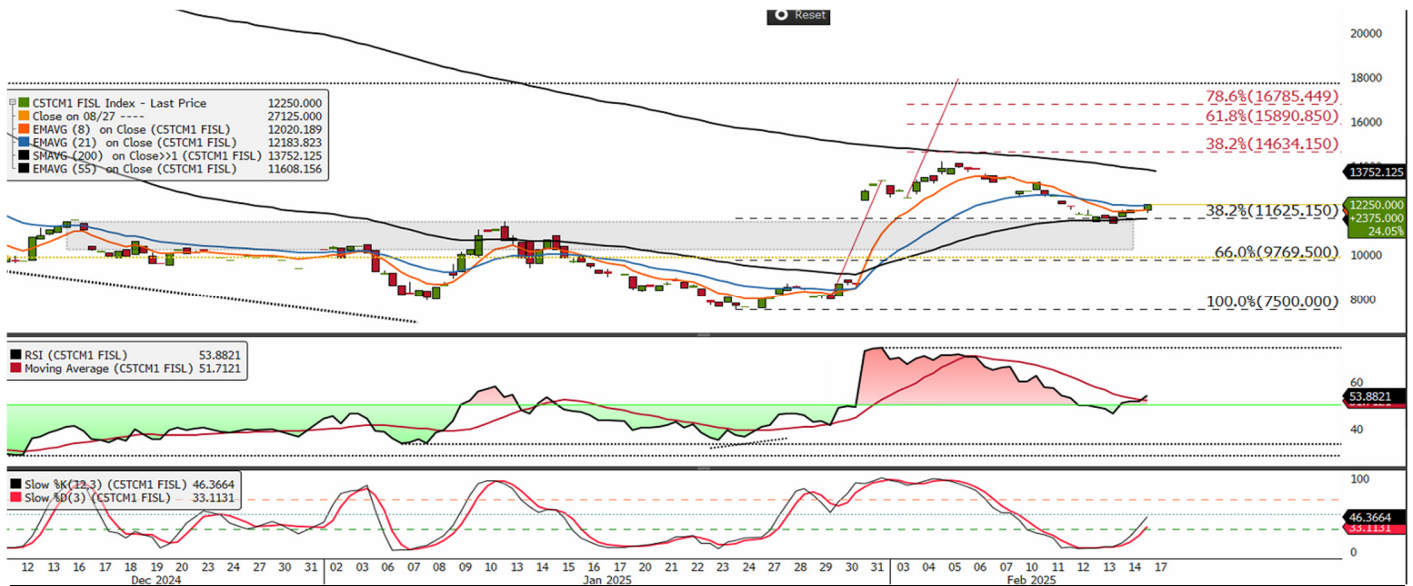 Reset
C5TCM1 FISL Index - Last Price 12250.000
Close on 08/27 ---- 27125.000
EMAVG (8) on Close (C5TCM1 FISL) 12020.189
EMAVG (21) on Close (C5TCM1 FISL) 12183.823
SMAVG (200) on Close>>1 (C5TCM1 FISL) 13752.125
EMAVG (55) on Close (C5TCM1 FISL) 11608.156
20000
18000
78.6%(16785.449)
16000
61.8%(15890.850)
38.2%(14634.150)
13752.125
12250.000
+2375.000
24.05%
38.2%(11625.150)
66.0%(9769.500)
10000
100.0%(7500.000)
8000
RSI (C5TCM1 FISL) 53.8821
Moving Average (C5TCM1 FISL) 51.7121
60
53.8821
40
Slow %K(12,3) (C5TCM1 FISL) 46.3664
Slow %D(3) (C5TCM1 FISL) 33.1131
100
46.3664
33.1131
0
12 13 16 17 18 19 20 23 24 26 27 30 31 02 03 06 07 08 09 10 13 14 15 16 17 20 21 22 23 24 27 28 29 30 31 03 04 05 06 07 10 11 12 13 14 17
Dec 2024 Jan 2025 Feb 2025